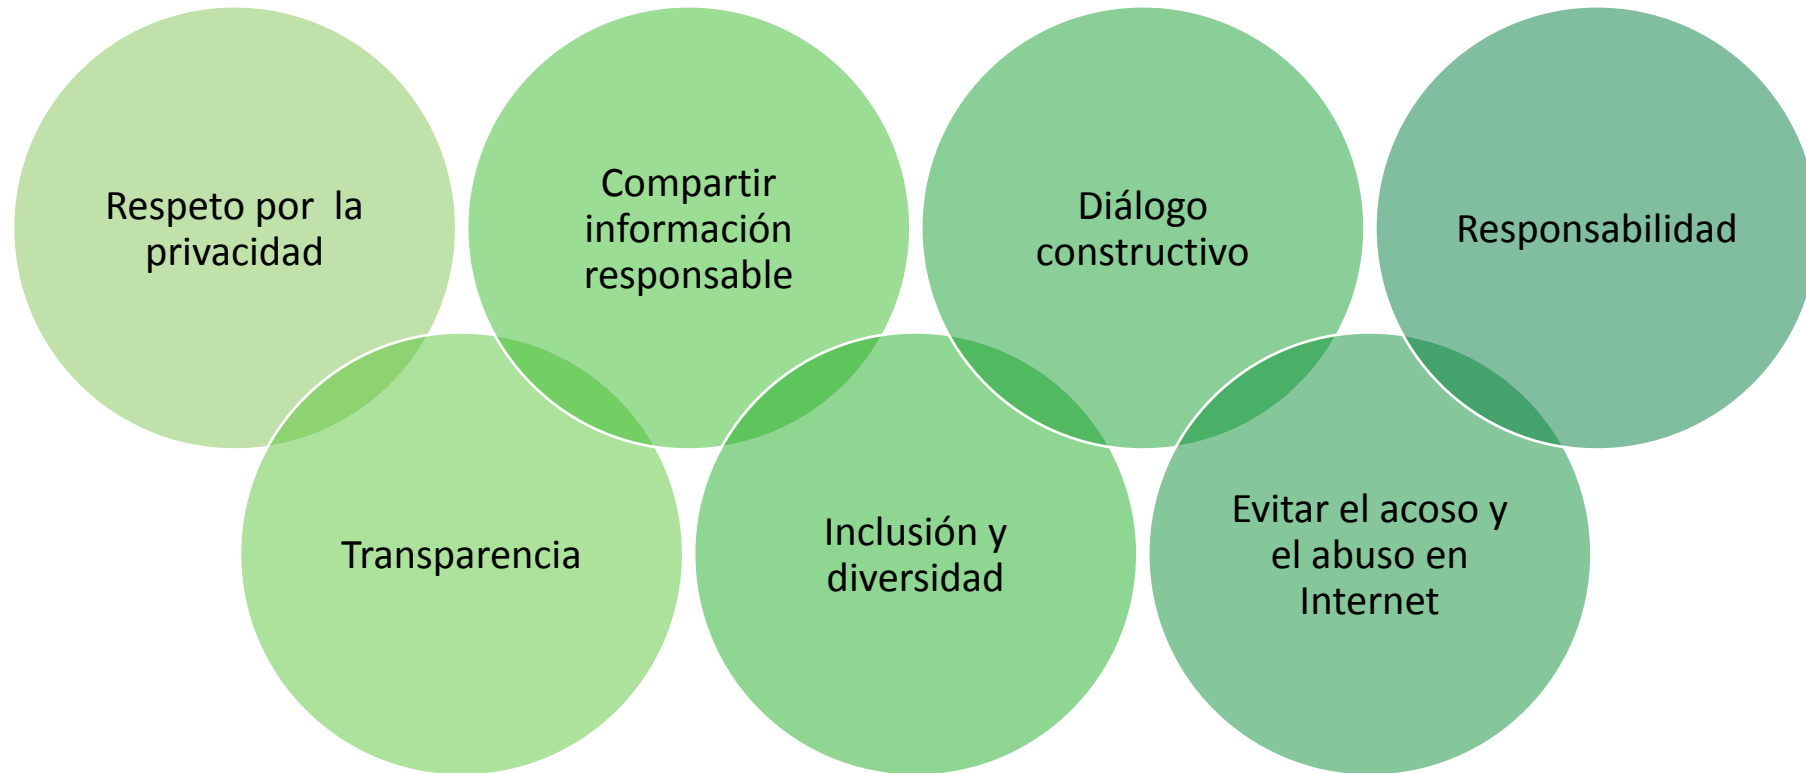 Respeto por  la
privacidad
Compartir
información
responsable
Diálogo
constructivo
Responsabilidad
Transparencia
Inclusión y
diversidad
Evitar el acoso y
el abuso en
Internet